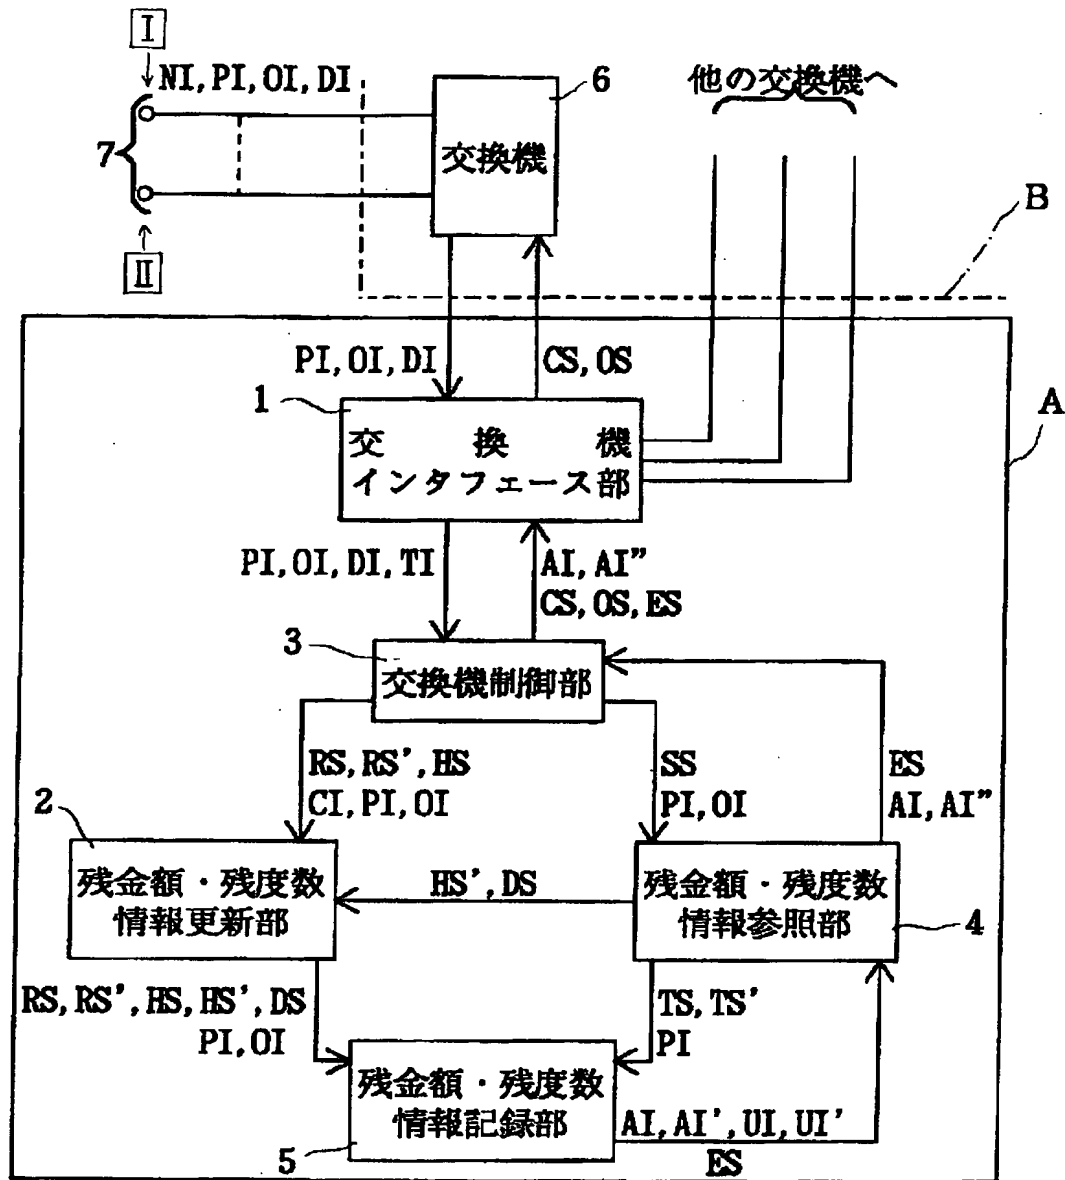 I
NI, PI, OI, DI
7
II
6
交換機
他の交換機へ
B
PI, OI, DI
CS, OS
1
交換機
インタフェース部
A
PI, OI, DI, TI
AI, AI”
CS, OS, ES
3
交換機制御部
RS, RS’, HS
CI, PI, OI
SS
PI, OI
ES
AI, AI”
2
残金額・残度数
情報更新部
HS’, DS
残金額・残度数
情報参照部
4
RS, RS’, HS, HS’, DS
PI, OI
TS, TS’
PI
残金額・残度数
情報記録部
5
AI, AI’, UI, UI’
ES